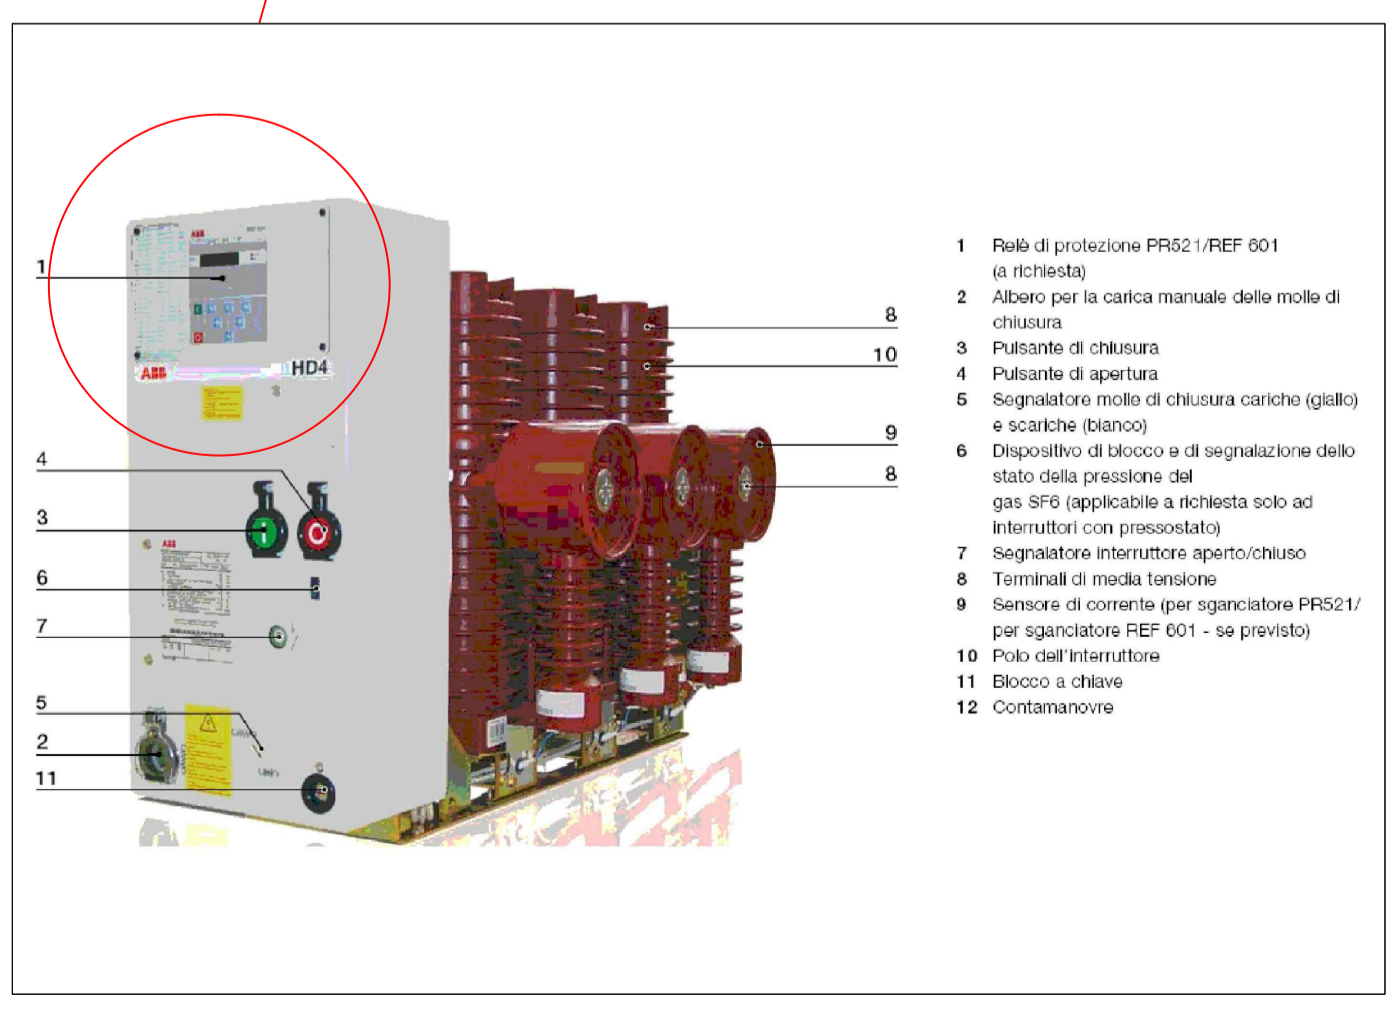 ABB
1
ABB
HD4
4
3
ABB
6
7
5
2
11
8
10
9
8
1 Relè di protezione PR521/REF 601
(a richiesta)
2 Albero per la carica manuale delle molle di
chiusura
3 Pulsante di chiusura
4 Pulsante di apertura
5 Segnalatore molle di chiusura cariche (giallo)
e scariche (bianco)
6 Dispositivo di blocco e di segnalazione dello
stato della pressione del
gas SF6 (applicabile a richiesta solo ad
interruttori con pressostato)
7 Segnalatore interruttore aperto/chiuso
8 Terminali di media tensione
9 Sensore di corrente (per sganciatore PR521/
per sganciatore REF 601 - se previsto)
10 Polo dell'interruttore
11 Blocco a chiave
12 Contamanovre